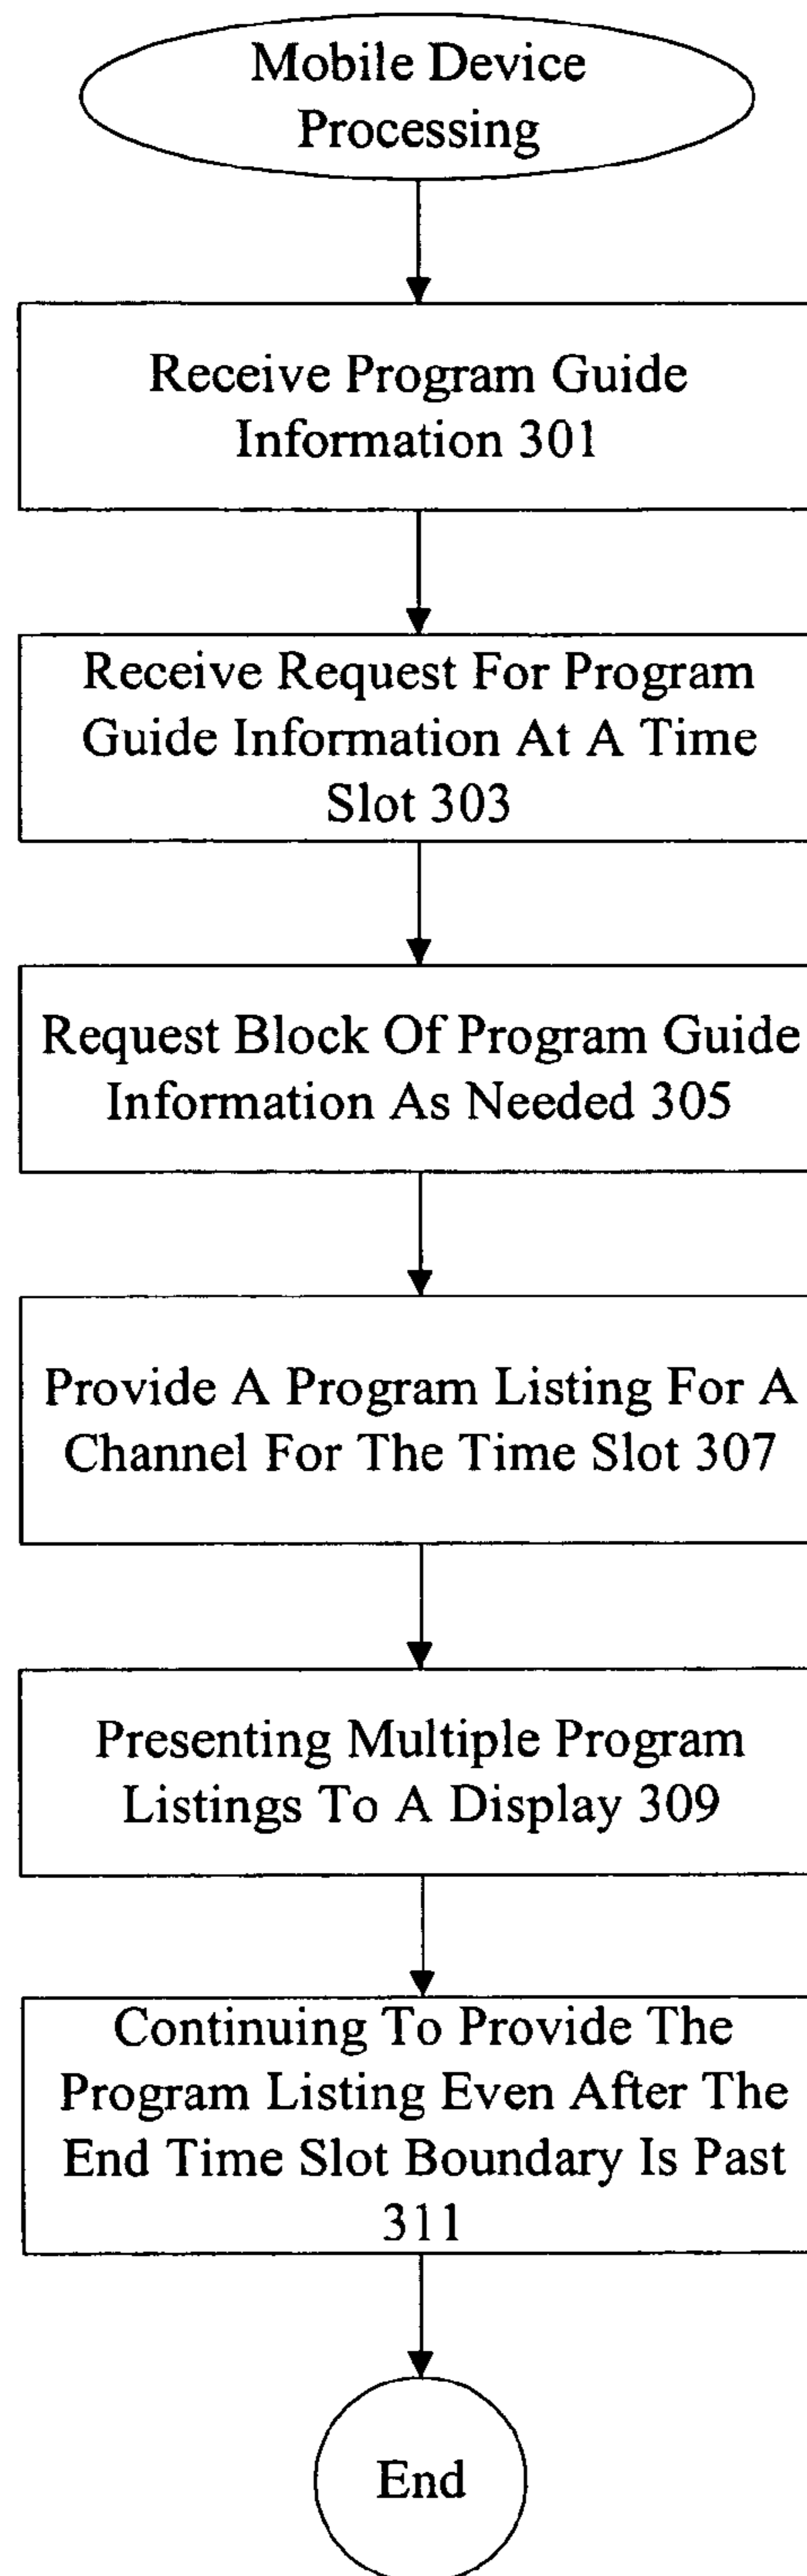 Mobile Device
Processing
Receive Program Guide
Information 301
Receive Request For Program
Guide Information At A Time
Slot 303
Request Block Of Program Guide
Information As Needed 305
Provide A Program Listing For A
Channel For The Time Slot 307
Presenting Multiple Program
Listings To A Display 309
Continuing To Provide The
Program Listing Even After The
End Time Slot Boundary Is Past
311
End